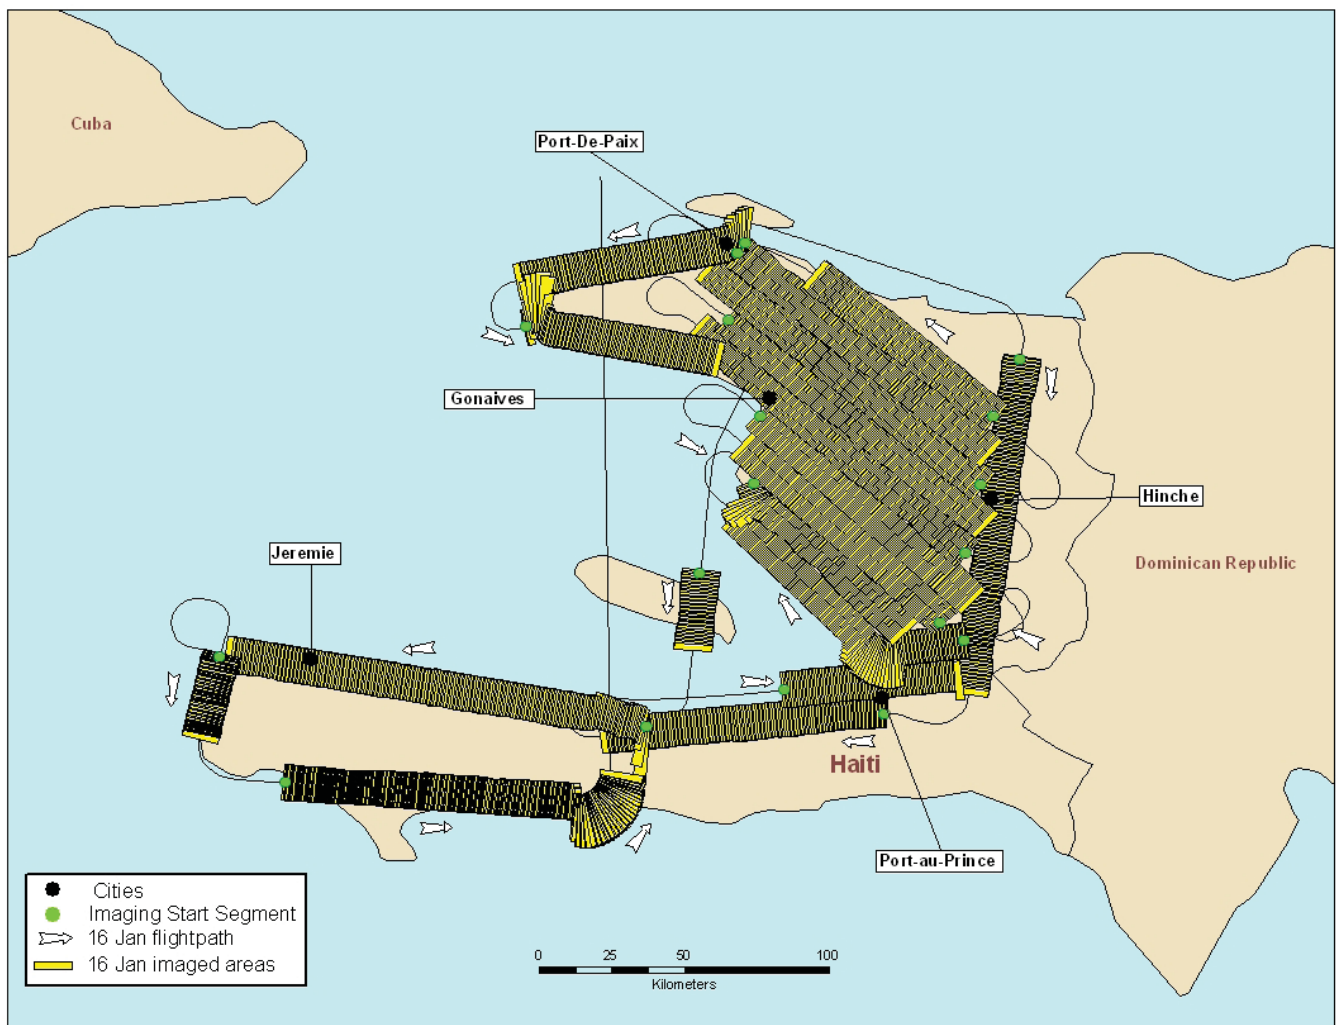 Cuba
Port-De-Paix
Gonaives
Hinche
Jeremie
Dominican Republic
Haiti
Port-au-Prince
Cities
Imaging Start Segment
16 Jan flightpath
16 Jan imaged areas
0 25 50 100
Kilometers